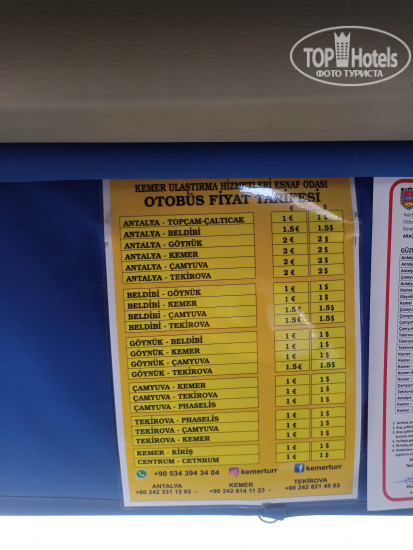 TOP Hotels
ФОТО ТУРИСТА
KEMER ULAŞTIRMA HİZMETLERİ ESNAF ODASI
OTOBÜS FİYAT TARİFESİ
ANTALYA - TOPÇAM-ÇALTICAK 1 € 1 $
ANTALYA - BELDİBİ 1.5€ 1.5$
ANTALYA - GÖYNÜK 2 € 2 $
ANTALYA - KEMER 2 € 2 $
ANTALYA - ÇAMYUVA 2 € 2 $
ANTALYA - TEKİROVA 2 € 2 $
BELDİBİ - GÖYNÜK 1 € 1 $
BELDİBİ - KEMER 1 € 1 $
BELDİBİ - ÇAMYUVA 1.5€ 1.5$
BELDİBİ - TEKİROVA 1.5€ 1.5$
GÖYNÜK - BELDİBİ 1 € 1 $
GÖYNÜK - KEMER 1 € 1 $
GÖYNÜK - ÇAMYUVA 1 € 1 $
GÖYNÜK - TEKİROVA 1.5€ 1.5$
ÇAMYUVA - KEMER 1 € 1 $
ÇAMYUVA - TEKİROVA 1 € 1 $
ÇAMYUVA - PHASELİS 1 € 1 $
TEKİROVA - PHASELİS 1 € 1 $
TEKİROVA - ÇAMYUVA 1 € 1 $
TEKİROVA - KEMER 1 € 1 $
KEMER - KİRİŞ 1 € 1 $
CENTRUM - CETNRUM 1 € 1 $
+90 534 394 34 04 kemerturr kemerturr
ANTALYA KEMER TEKİROVA
+90 242 331 12 02 - +90 242 814 11 23 - +90 242 821 45 03